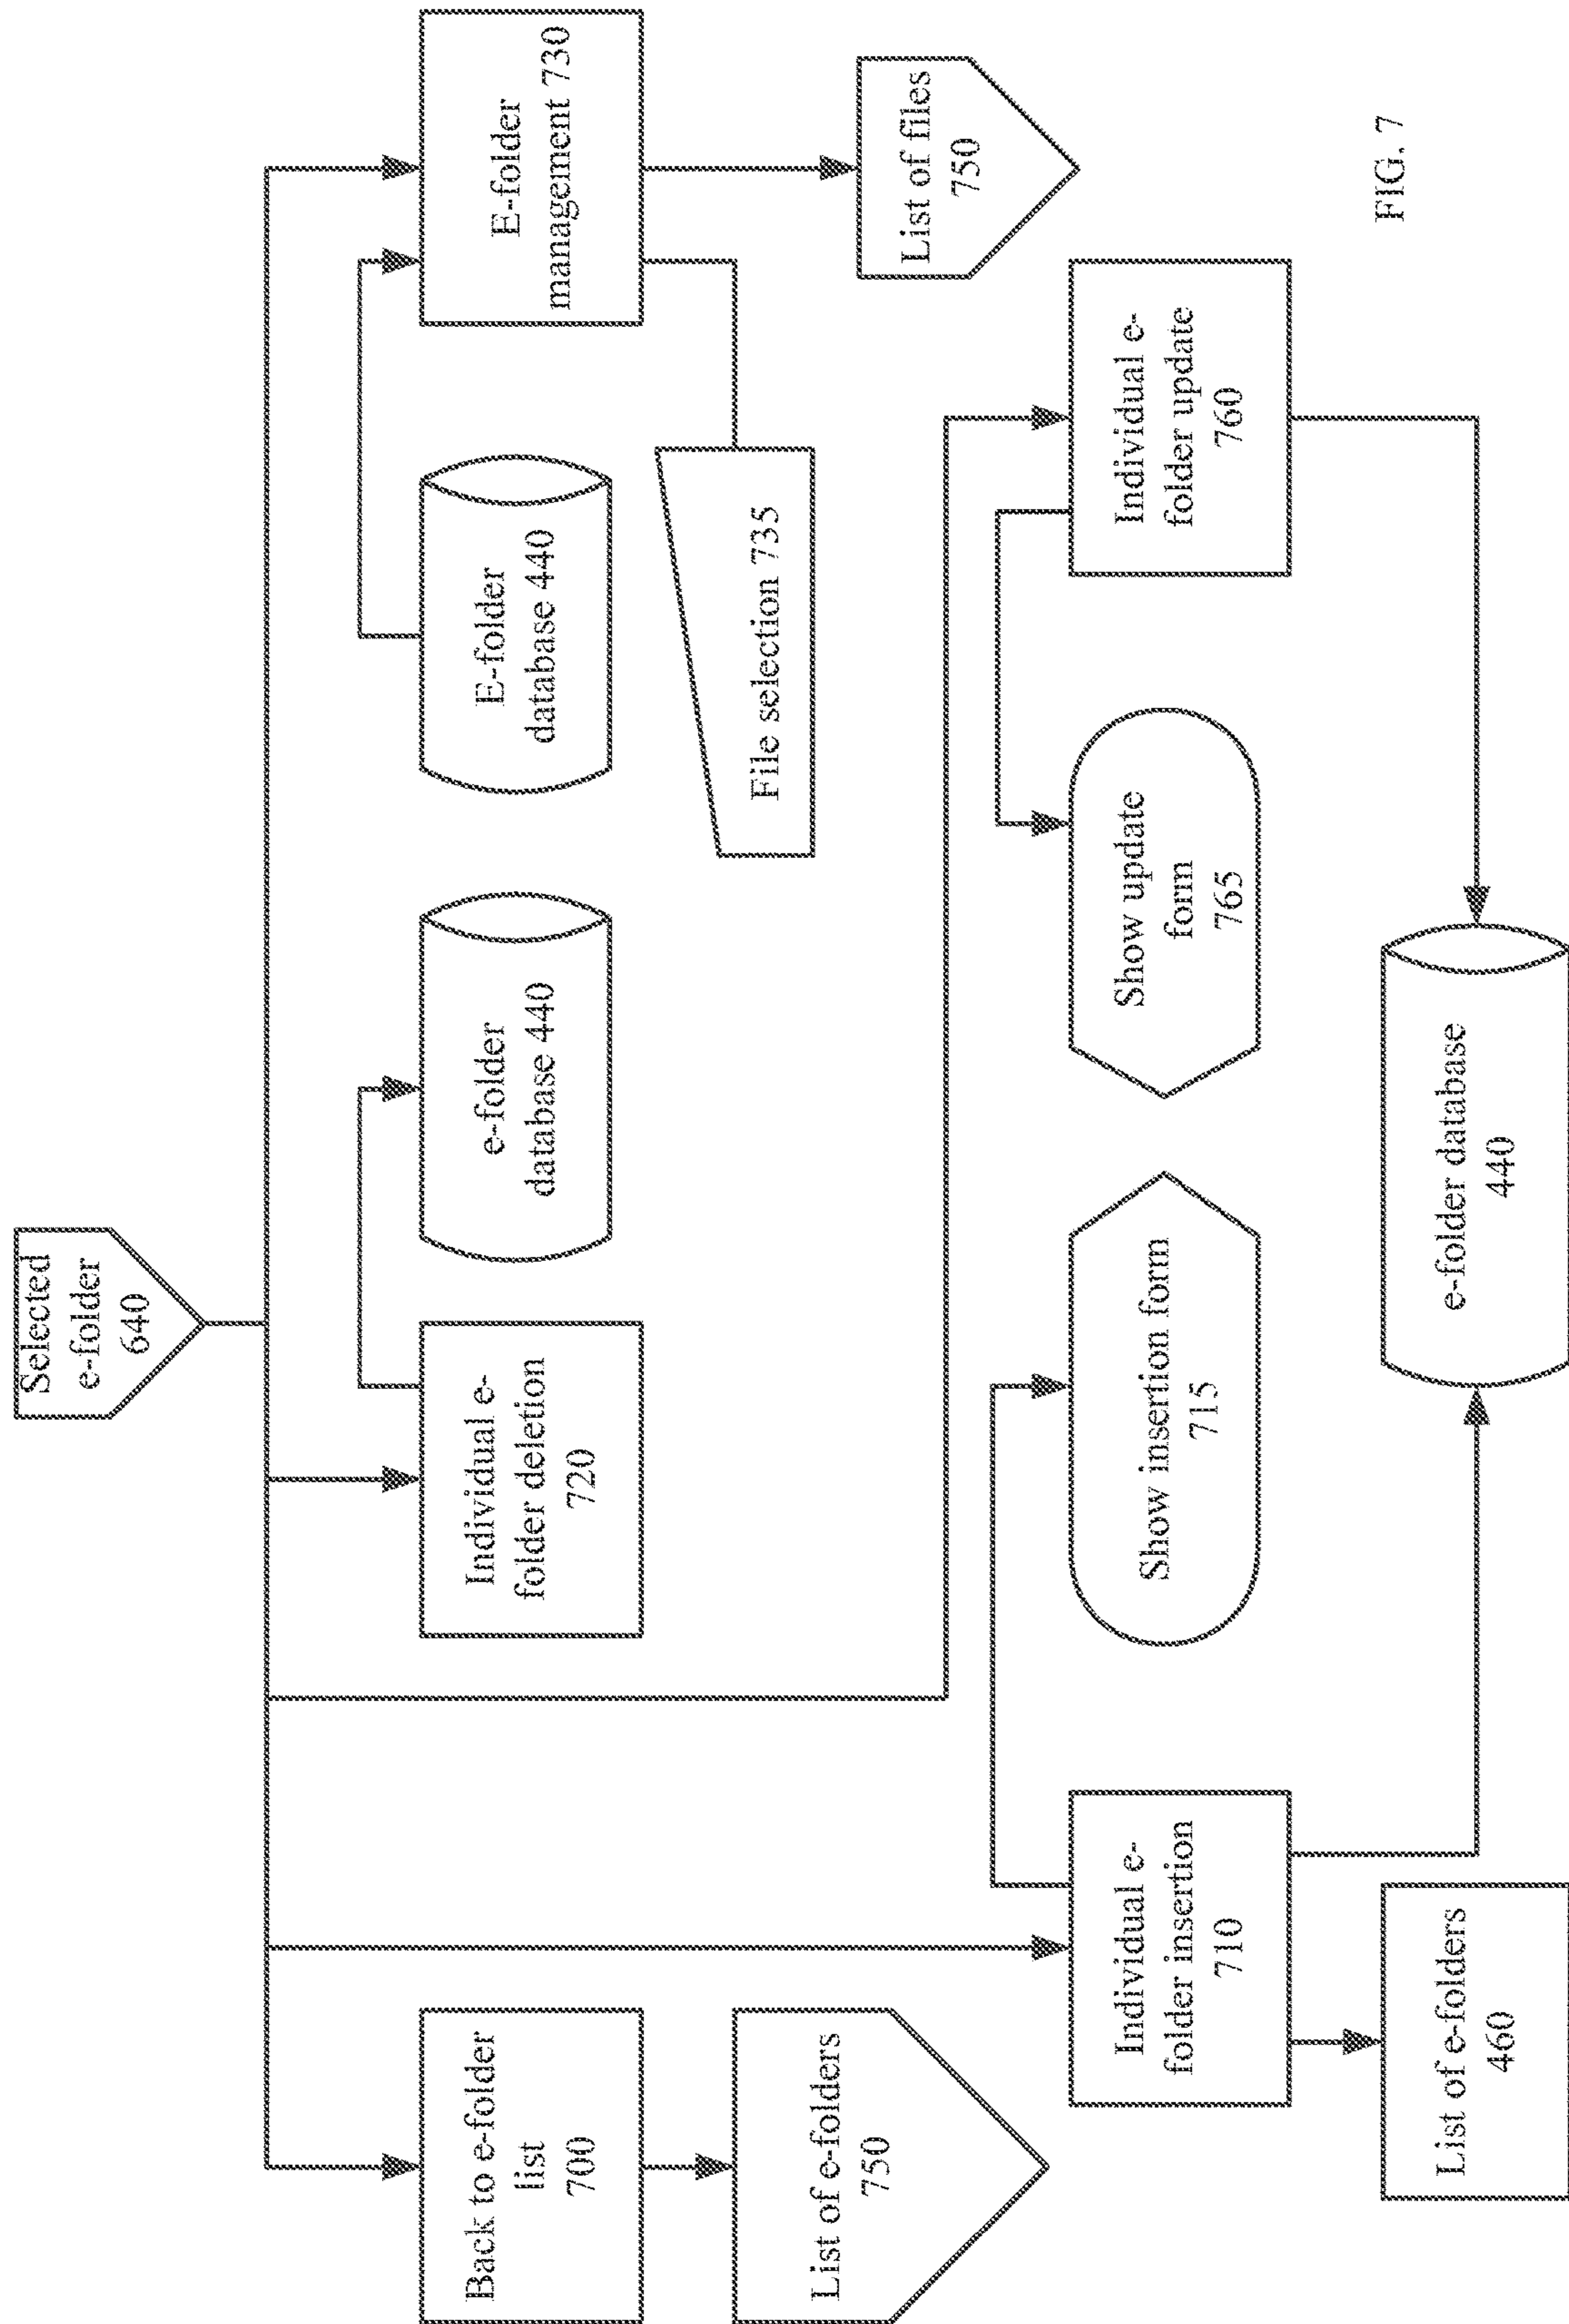 Selected
e-folder
640
Back to e-folder
list
700
Individual e-
folder deletion
720
e-folder
database 440
E-folder
database 440
E-folder
management 730
List of e-folders
750
File selection 735
List of files
750
Individual e-
folder insertion
710
Show insertion form
715
Show update
form
765
Individual e-
folder update
760
List of e-folders
460
e-folder database
440
FIG. 7